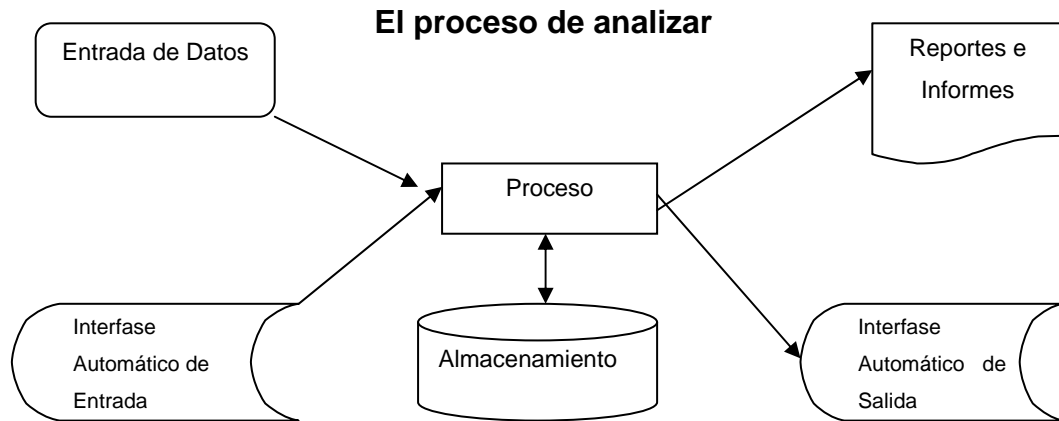 El proceso de analizar
Entrada de Datos
Reportes e
Informes
Proceso
Interfase
Automático de
Entrada
Almacenamiento
Interfase
Automático de
Salida